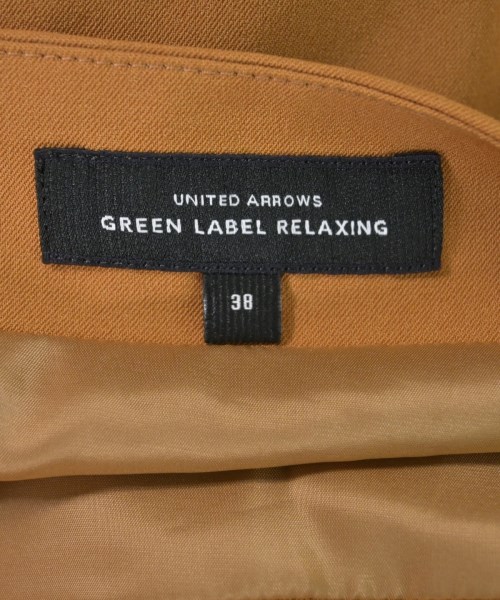 UNITED ARROWS
GREEN LABEL RELAXING
38